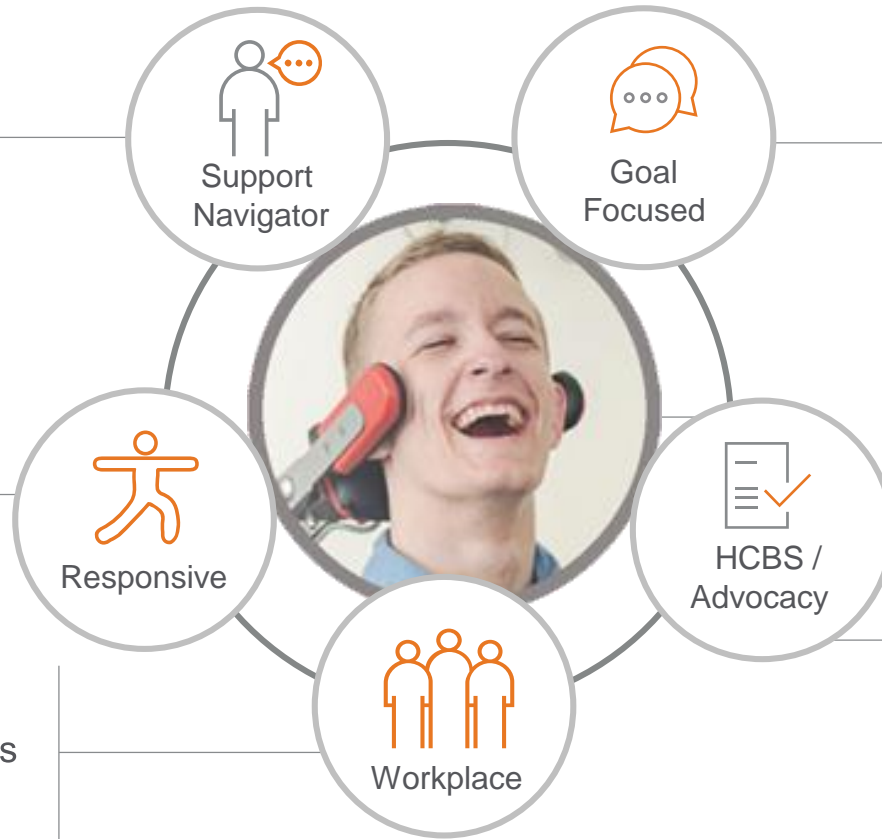 Support
Navigator
Goal
Focused
Responsive
HCBS /
Advocacy
s
Workplace